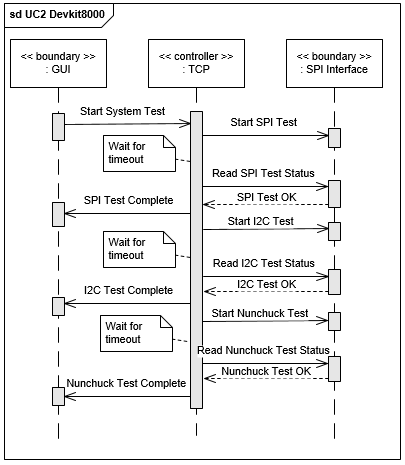 sd UC2 Devkit8000
<< boundary >>
: GUI
<< controller >>
: TCP
<< boundary >>
: SPI Interface
Start System Test
Start SPI Test
Wait for
timeout
Read SPI Test Status
SPI Test OK
SPI Test Complete
Start I2C Test
Wait for
timeout
Read I2C Test Status
I2C Test OK
I2C Test Complete
Start Nunchuck Test
Wait for
timeout
Read Nunchuck Test Status
Nunchuck Test OK
Nunchuck Test Complete